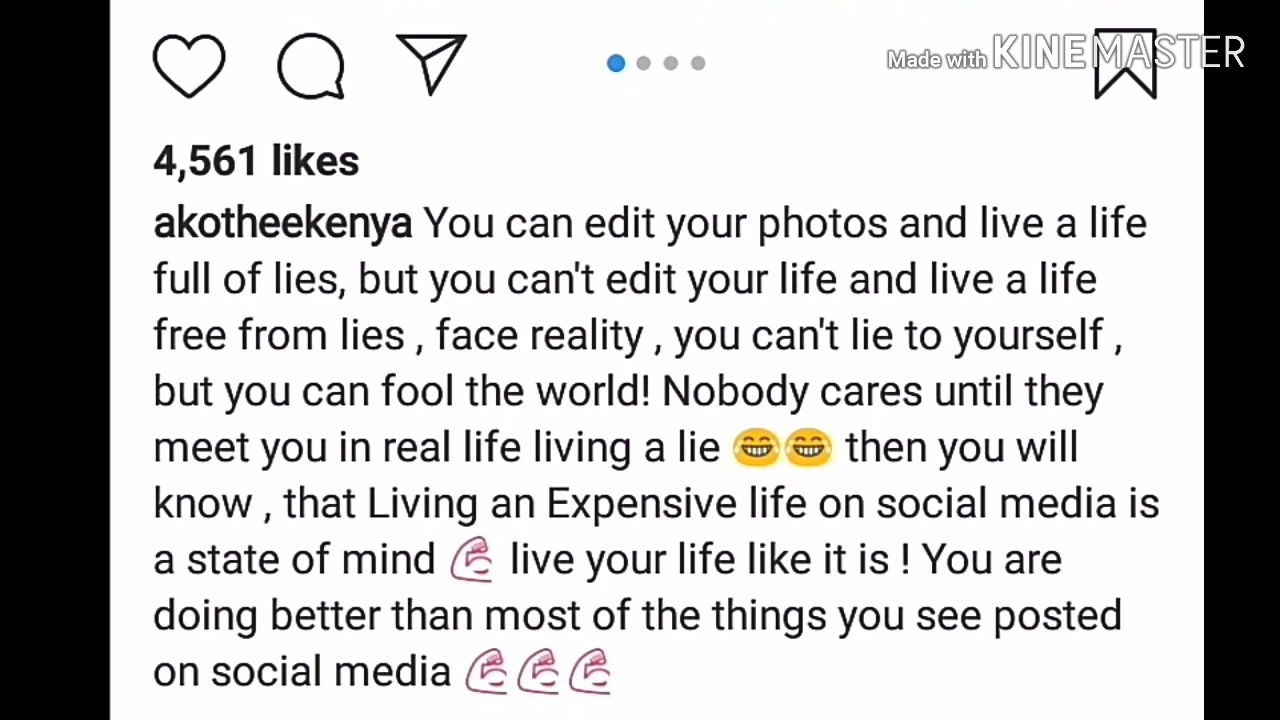 Made with KINEMASTER
4,561 likes
akotheekenya You can edit your photos and live a life
full of lies, but you can't edit your life and live a life
free from lies , face reality , you can't lie to yourself ,
but you can fool the world! Nobody cares until they
meet you in real life living a lie 😂😂 then you will
know , that Living an Expensive life on social media is
a state of mind 💪 live your life like it is ! You are
doing better than most of the things you see posted
on social media 💪💪💪